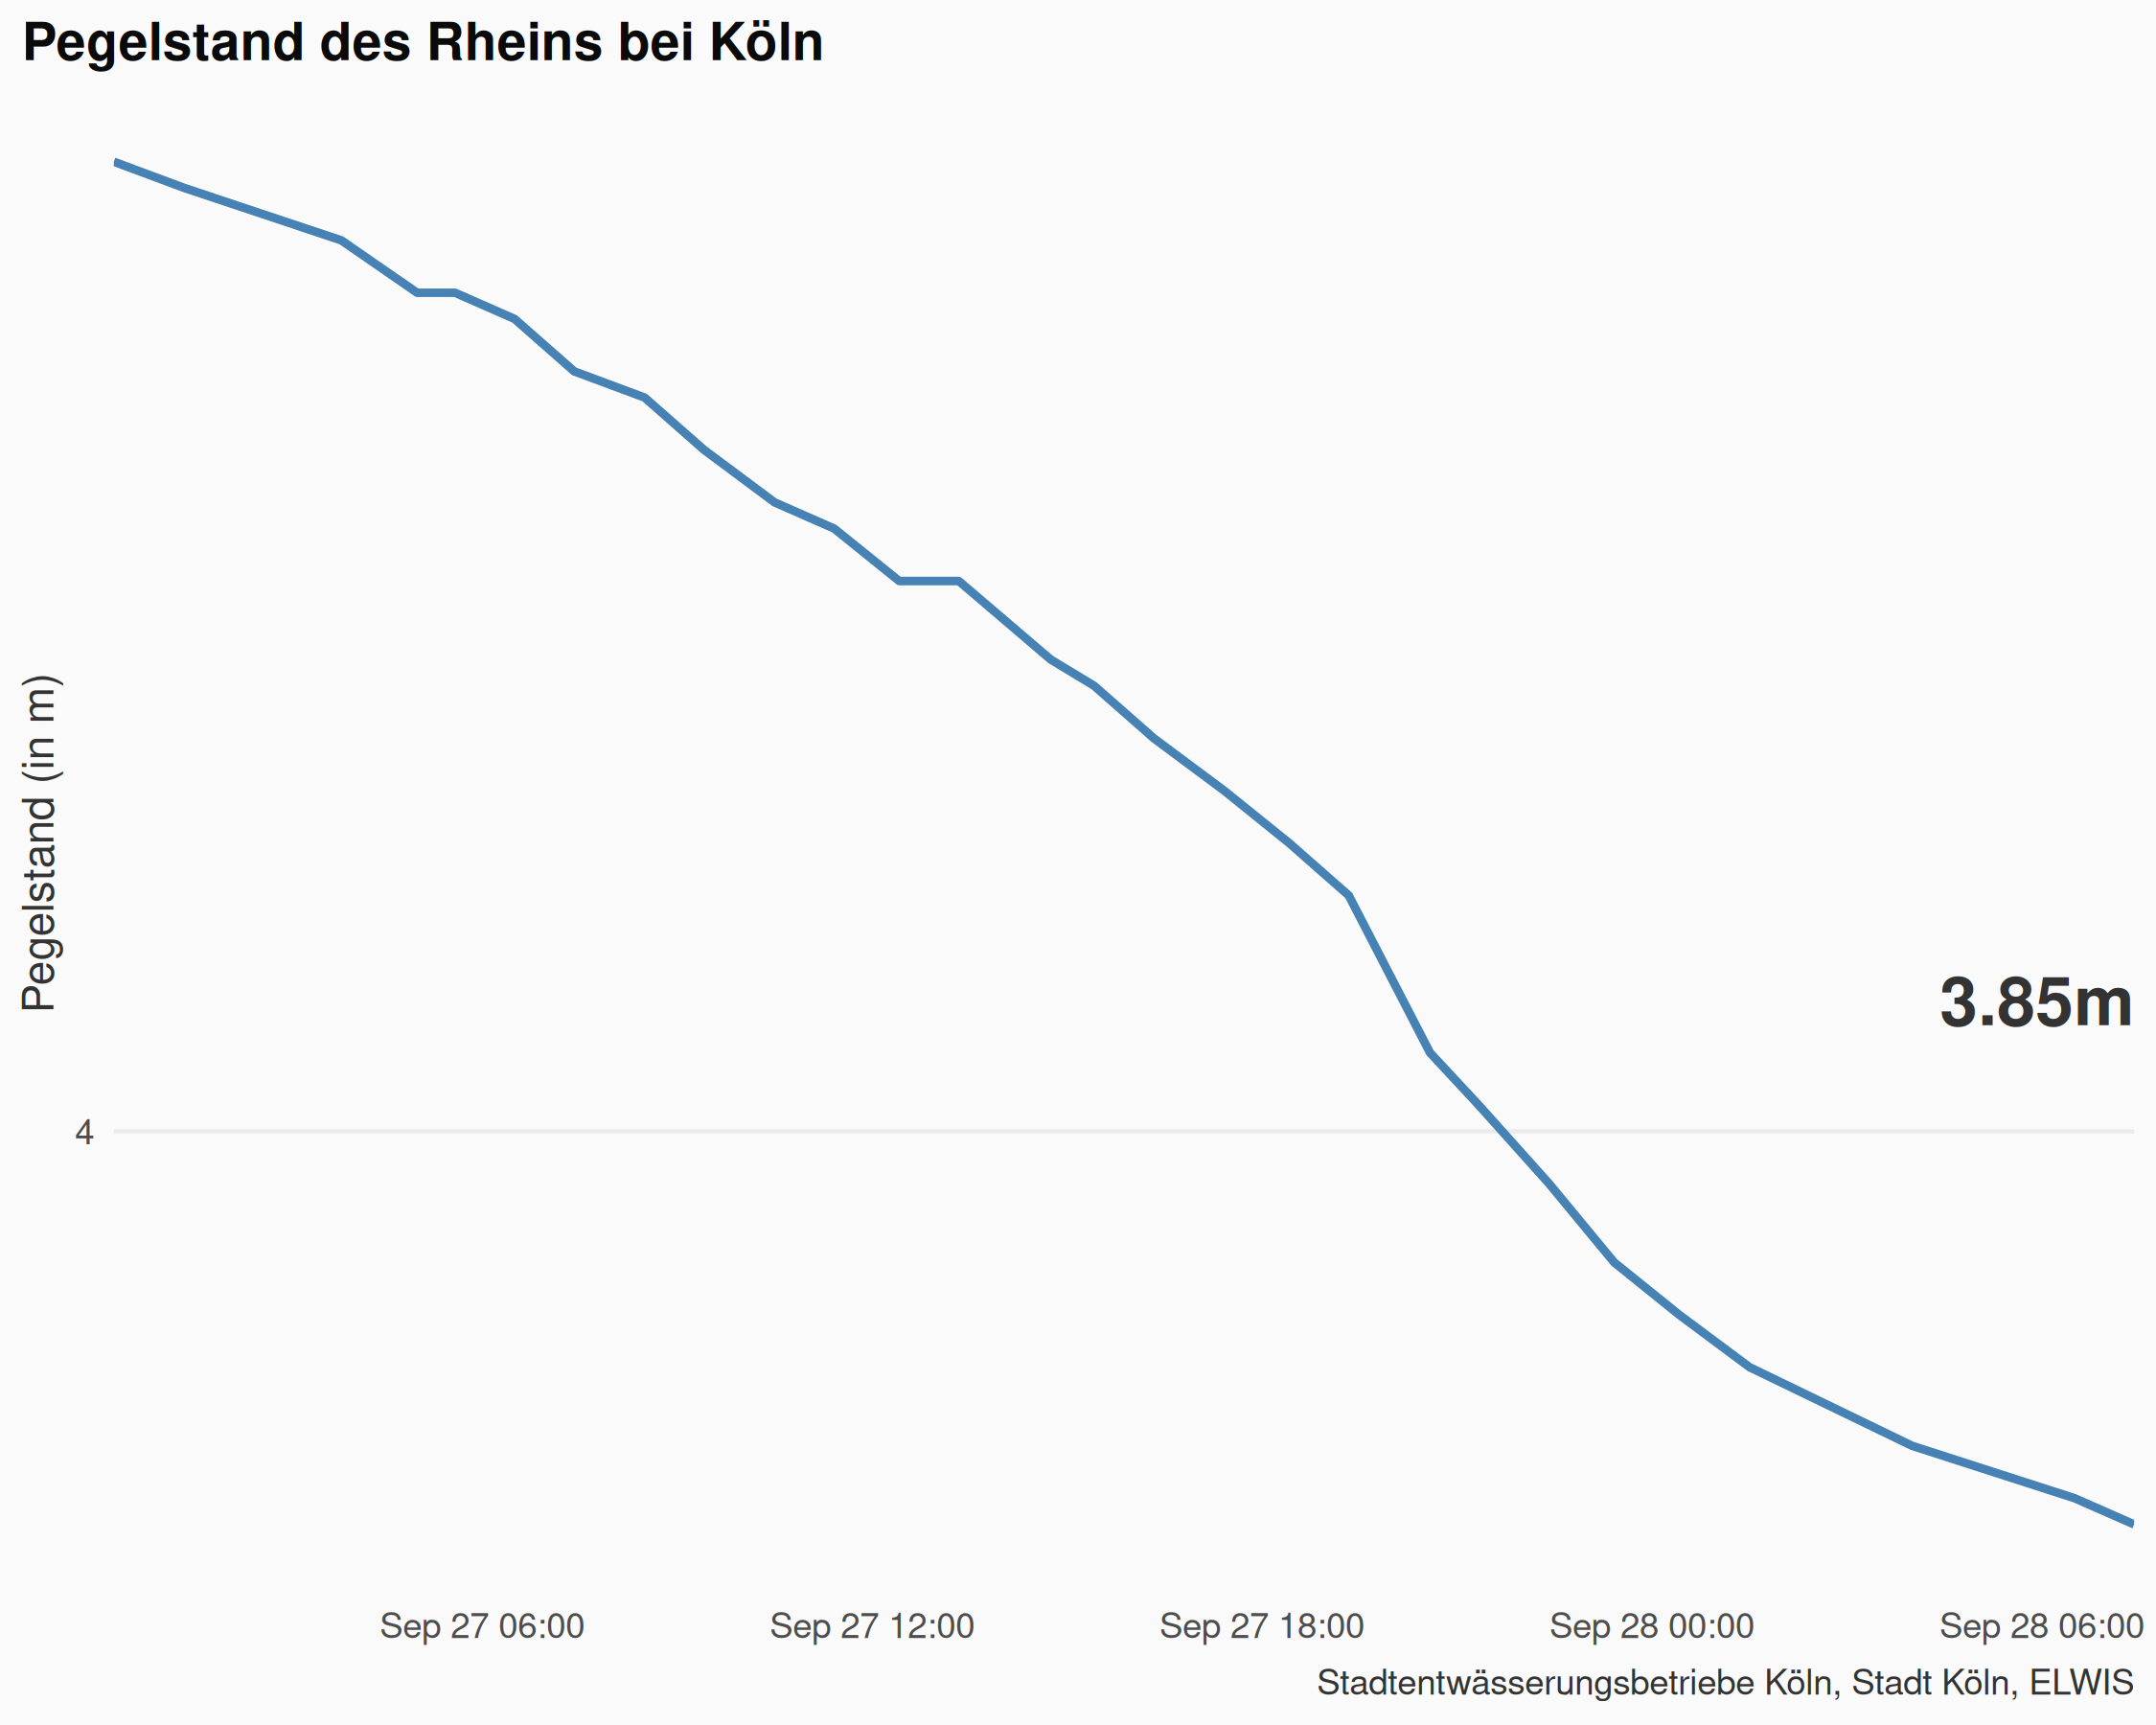 Pegelstand des Rheins bei Köln
Pegelstand (in m)
3.85m
4
Sep 27 06:00
Sep 27 12:00
Sep 27 18:00
Sep 28 00:00
Sep 28 06:00
Stadtentwässerungsbetriebe Köln, Stadt Köln, ELWIS